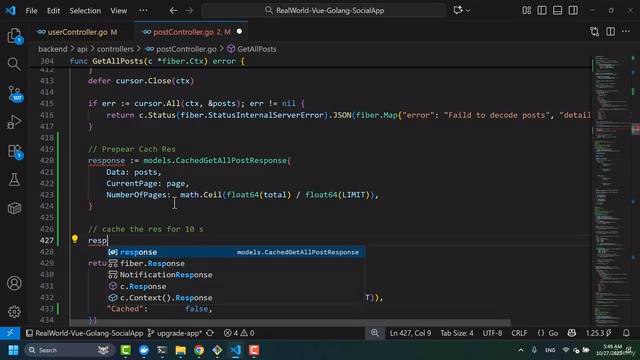 File Edit Selection ...
RealWorld-Vue-Golang-SocialApp
userController.go postController.go 2, M
backend > api > controllers > postController.go > GetAllPosts
304 func GetAllPosts(c *fiber.Ctx) error {
412 }
413 defer cursor.Close(ctx)
414
415 if err := cursor.All(ctx, &posts); err != nil {
416 return c.Status(fiber.StatusInternalServerError).JSON(fiber.Map{"error": "Faild to decode posts", "detail
417 }
418
419 // Prepear Cach Res
420 response := models.CachedGetAllPostResponse{
421 Data: posts,
422 CurrentPage: page,
423 NumberOfPages: math.Ceil(float64(total) / float64(LIMIT)),
424 }
425
426 // cache the res for 10 s
427 resp
428 response models.CachedGetAllPostResponse
429 retu fiber.Response
430 NotificationResponse
431 c.Response
432 c.Context().Response T)),
433 "Cached": false,
434 })
RealWorld-Vue-Golang-SocialApp upgrade-app* 4 0 Ln 427, Col 9 Tab Size: 4 UTF-8 CRLF Go 1.25.3
107
Search ENG 5:49 AM
10/27/2025